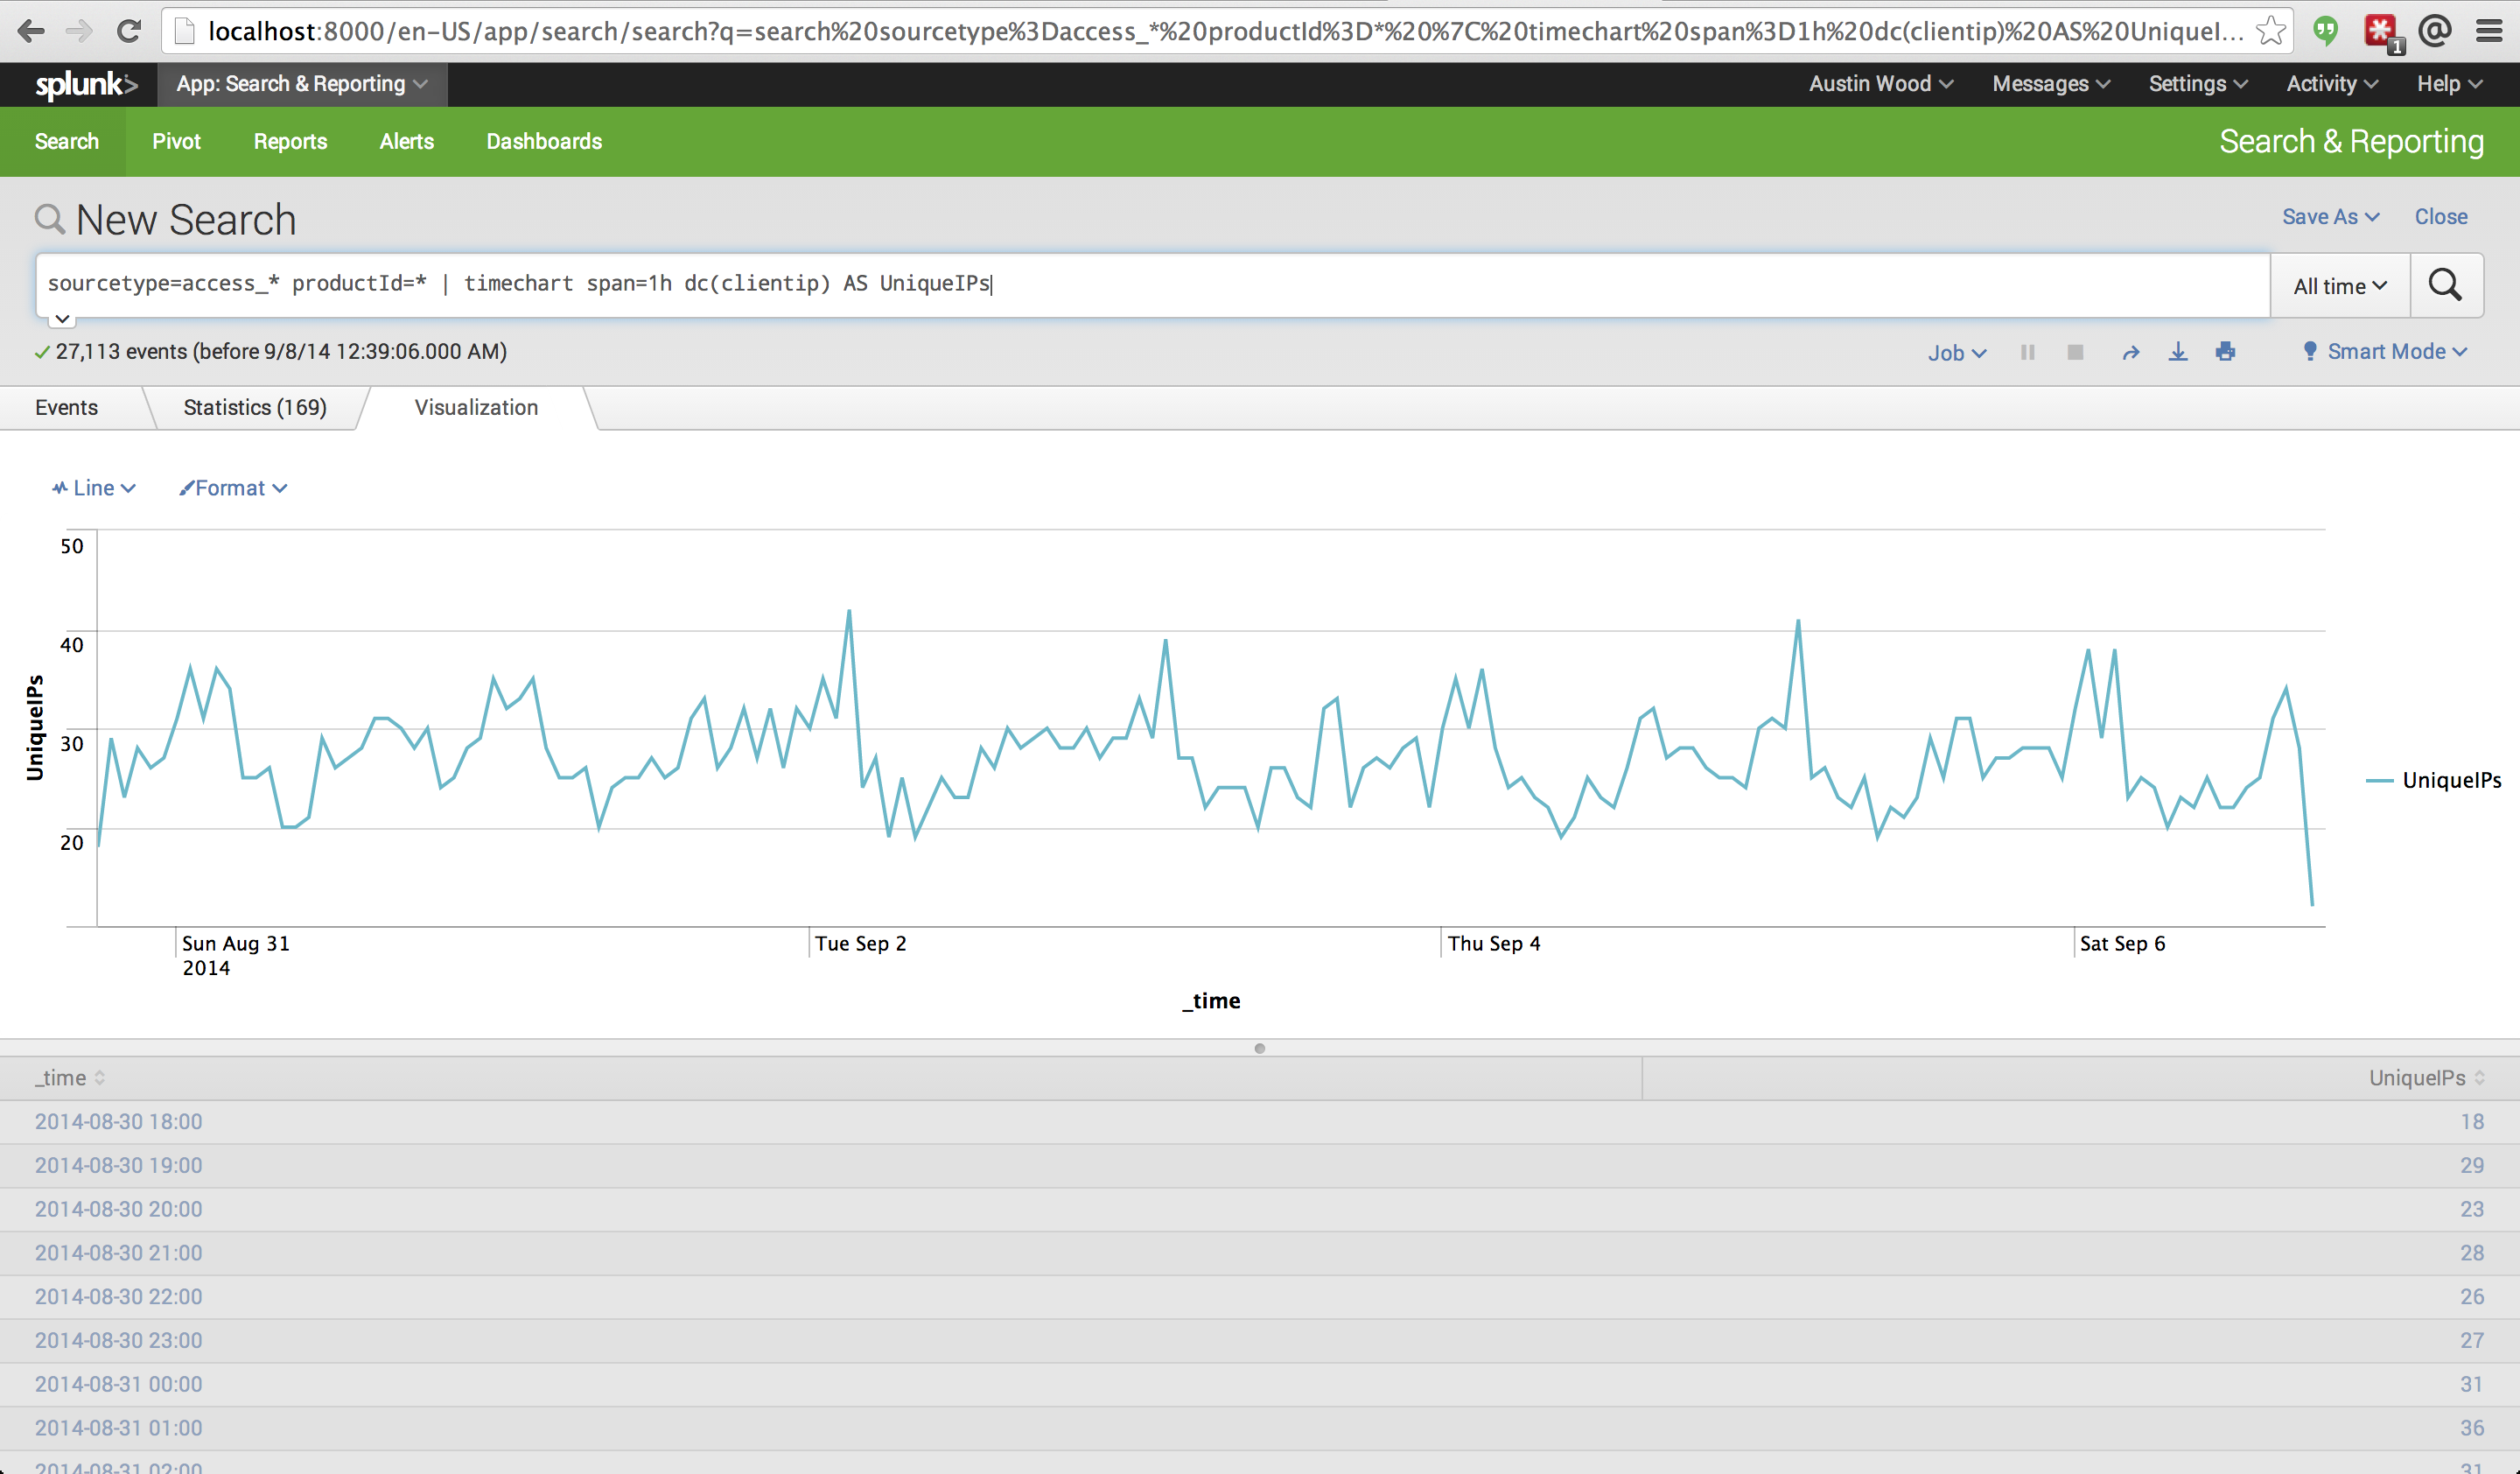 localhost:8000/en-US/app/search/search?q=search%20sourcetype%3Daccess_*%20productId%3D*%20%7C%20timechart%20span%3D1h%20dc(clientip)%20AS%20UniqueI...
1
splunk> App: Search & Reporting Austin Wood Messages Settings Activity Help
Search Pivot Reports Alerts Dashboards Search & Reporting
New Search Save As Close
sourcetype=access_* productId=* | timechart span=1h dc(clientip) AS UniqueIPs All time
27,113 events (before 9/8/14 12:39:06.000 AM) Job Smart Mode
Events Statistics (169) Visualization
Line Format
50
40
30
20
UniqueIPs
UniqueIPs
Sun Aug 31 Tue Sep 2 Thu Sep 4 Sat Sep 6
2014
_time
_time UniqueIPs
2014-08-30 18:00 18
2014-08-30 19:00 29
2014-08-30 20:00 23
2014-08-30 21:00 28
2014-08-30 22:00 26
2014-08-30 23:00 27
2014-08-31 00:00 31
2014-08-31 01:00 36
2014-08-31 02:00 31